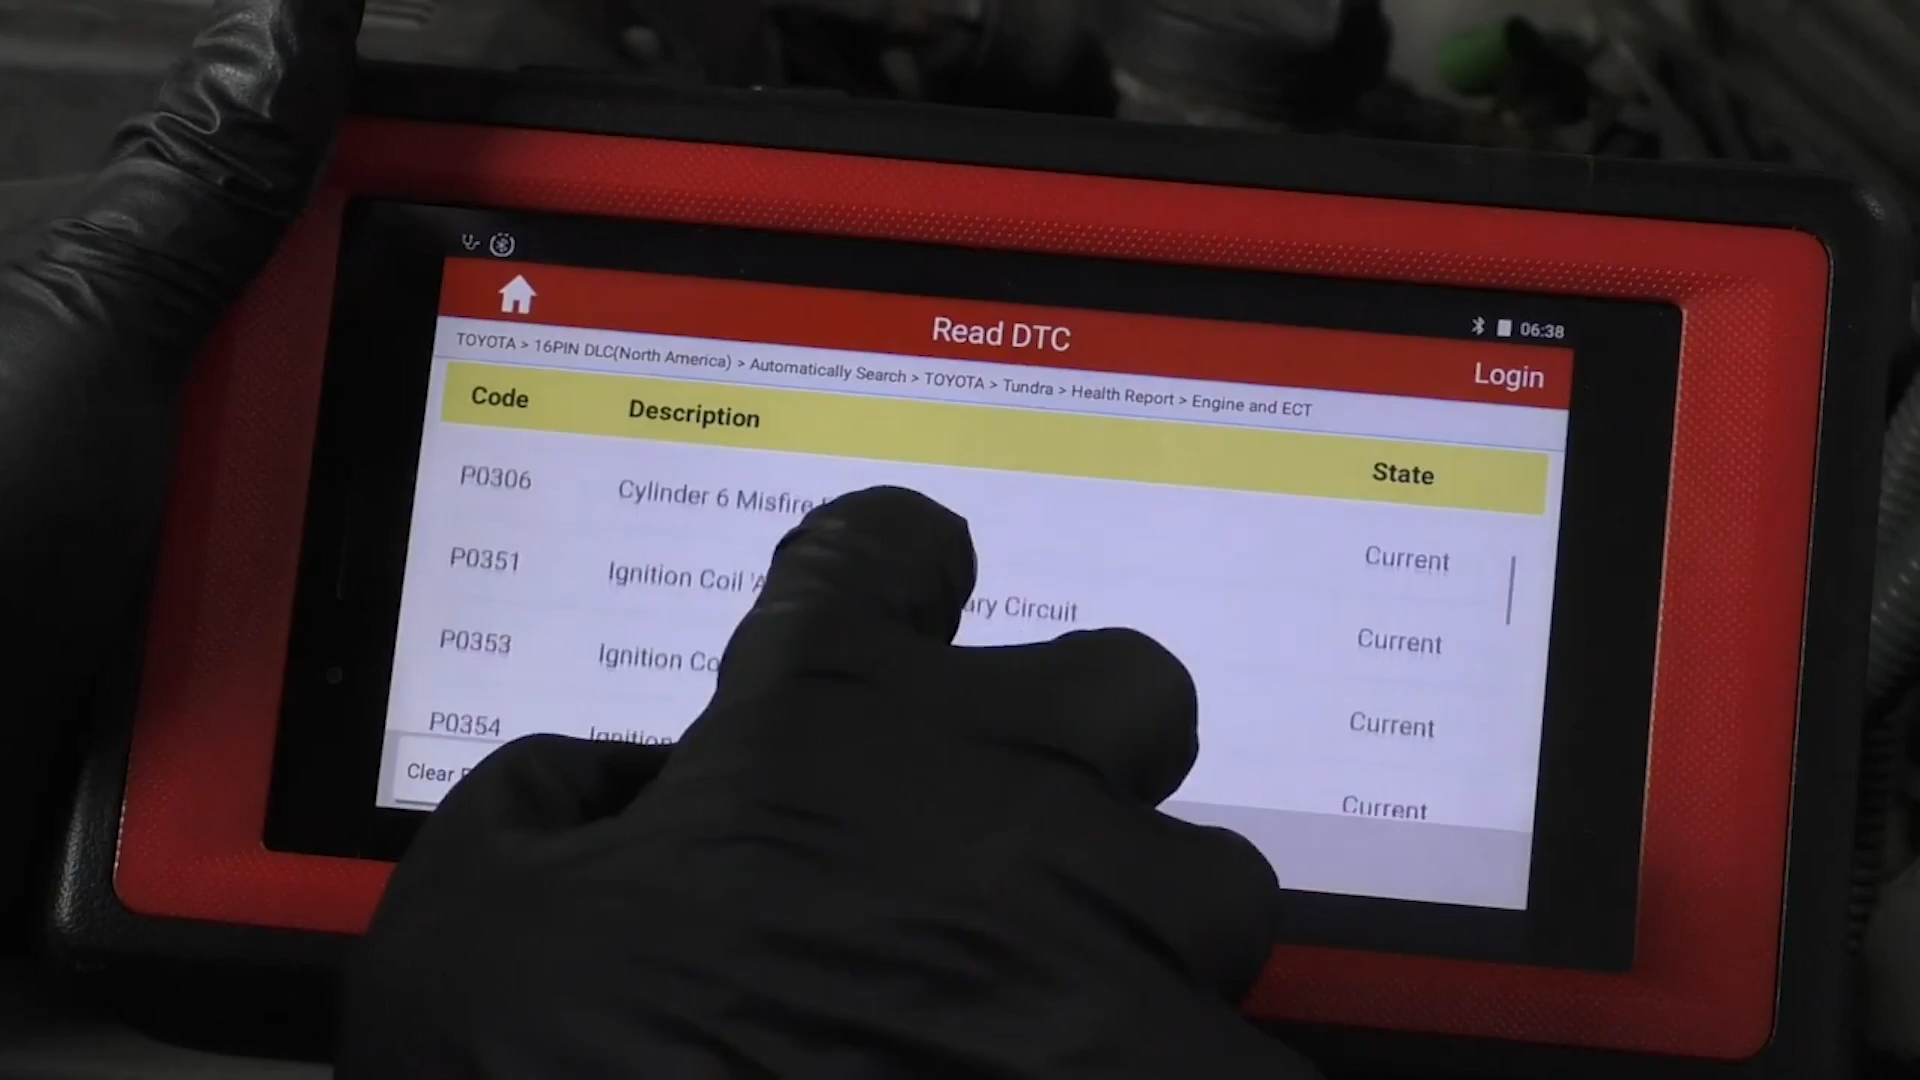 06:38
Read DTC
Login
TOYOTA > 16PIN DLC(North America) > Automatically Search > TOYOTA > Tundra > Health Report > Engine and ECT
Code Description State
P0306 Cylinder 6 Misfire Current
P0351 Ignition Coil 'A Circuit Current
P0353 Ignition Current
P0354 Ignition Current
Clear